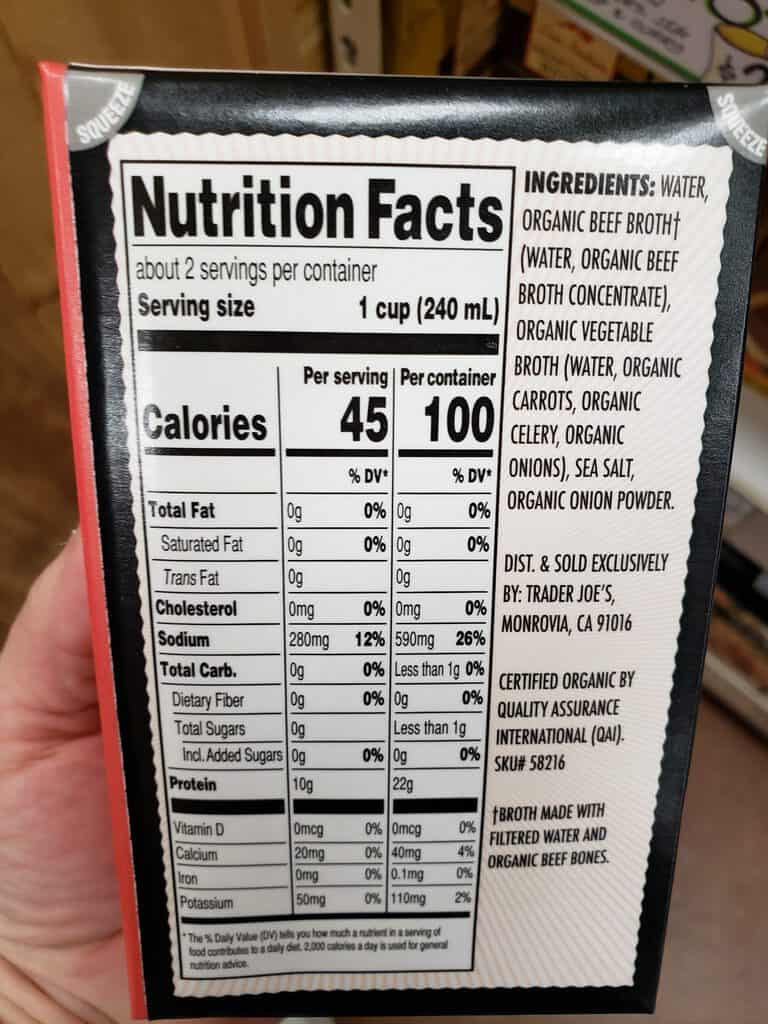 SQUEEZE
SQUEEZE
Nutrition Facts
about 2 servings per container
Serving size 1 cup (240 mL)
Per serving Per container
Calories 45 100
% DV* % DV*
Total Fat 0g 0% 0g 0%
Saturated Fat 0g 0% 0g 0%
Trans Fat 0g 0g
Cholesterol 0mg 0% 0mg 0%
Sodium 280mg 12% 590mg 26%
Total Carb. 0g 0% Less than 1g 0%
Dietary Fiber 0g 0% 0g 0%
Total Sugars 0g Less than 1g
Incl. Added Sugars 0g 0% 0g 0%
Protein 10g 22g
Vitamin D 0mcg 0% 0mcg 0%
Calcium 20mg 0% 40mg 4%
Iron 0mg 0% 0.1mg 0%
Potassium 50mg 0% 110mg 2%
* The % Daily Value (DV) tells you how much a nutrient in a serving of
food contributes to a daily diet. 2,000 calories a day is used for general
nutrition advice.
INGREDIENTS: WATER,
ORGANIC BEEF BROTH†
(WATER, ORGANIC BEEF
BROTH CONCENTRATE),
ORGANIC VEGETABLE
BROTH (WATER, ORGANIC
CARROTS, ORGANIC
CELERY, ORGANIC
ONIONS), SEA SALT,
ORGANIC ONION POWDER.
DIST. & SOLD EXCLUSIVELY
BY: TRADER JOE'S,
MONROVIA, CA 91016
CERTIFIED ORGANIC BY
QUALITY ASSURANCE
INTERNATIONAL (QAI).
SKU# 58216
†BROTH MADE WITH
FILTERED WATER AND
ORGANIC BEEF BONES.